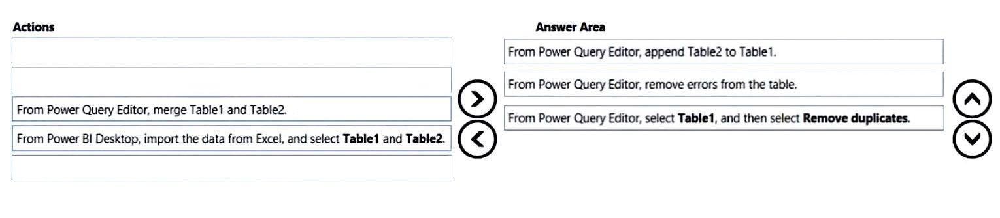 Actions
From Power Query Editor, merge Table1 and Table2.
From Power BI Desktop, import the data from Excel, and select Table1 and Table2.
Answer Area
From Power Query Editor, append Table2 to Table1.
From Power Query Editor, remove errors from the table.
From Power Query Editor, select Table1, and then select Remove duplicates.